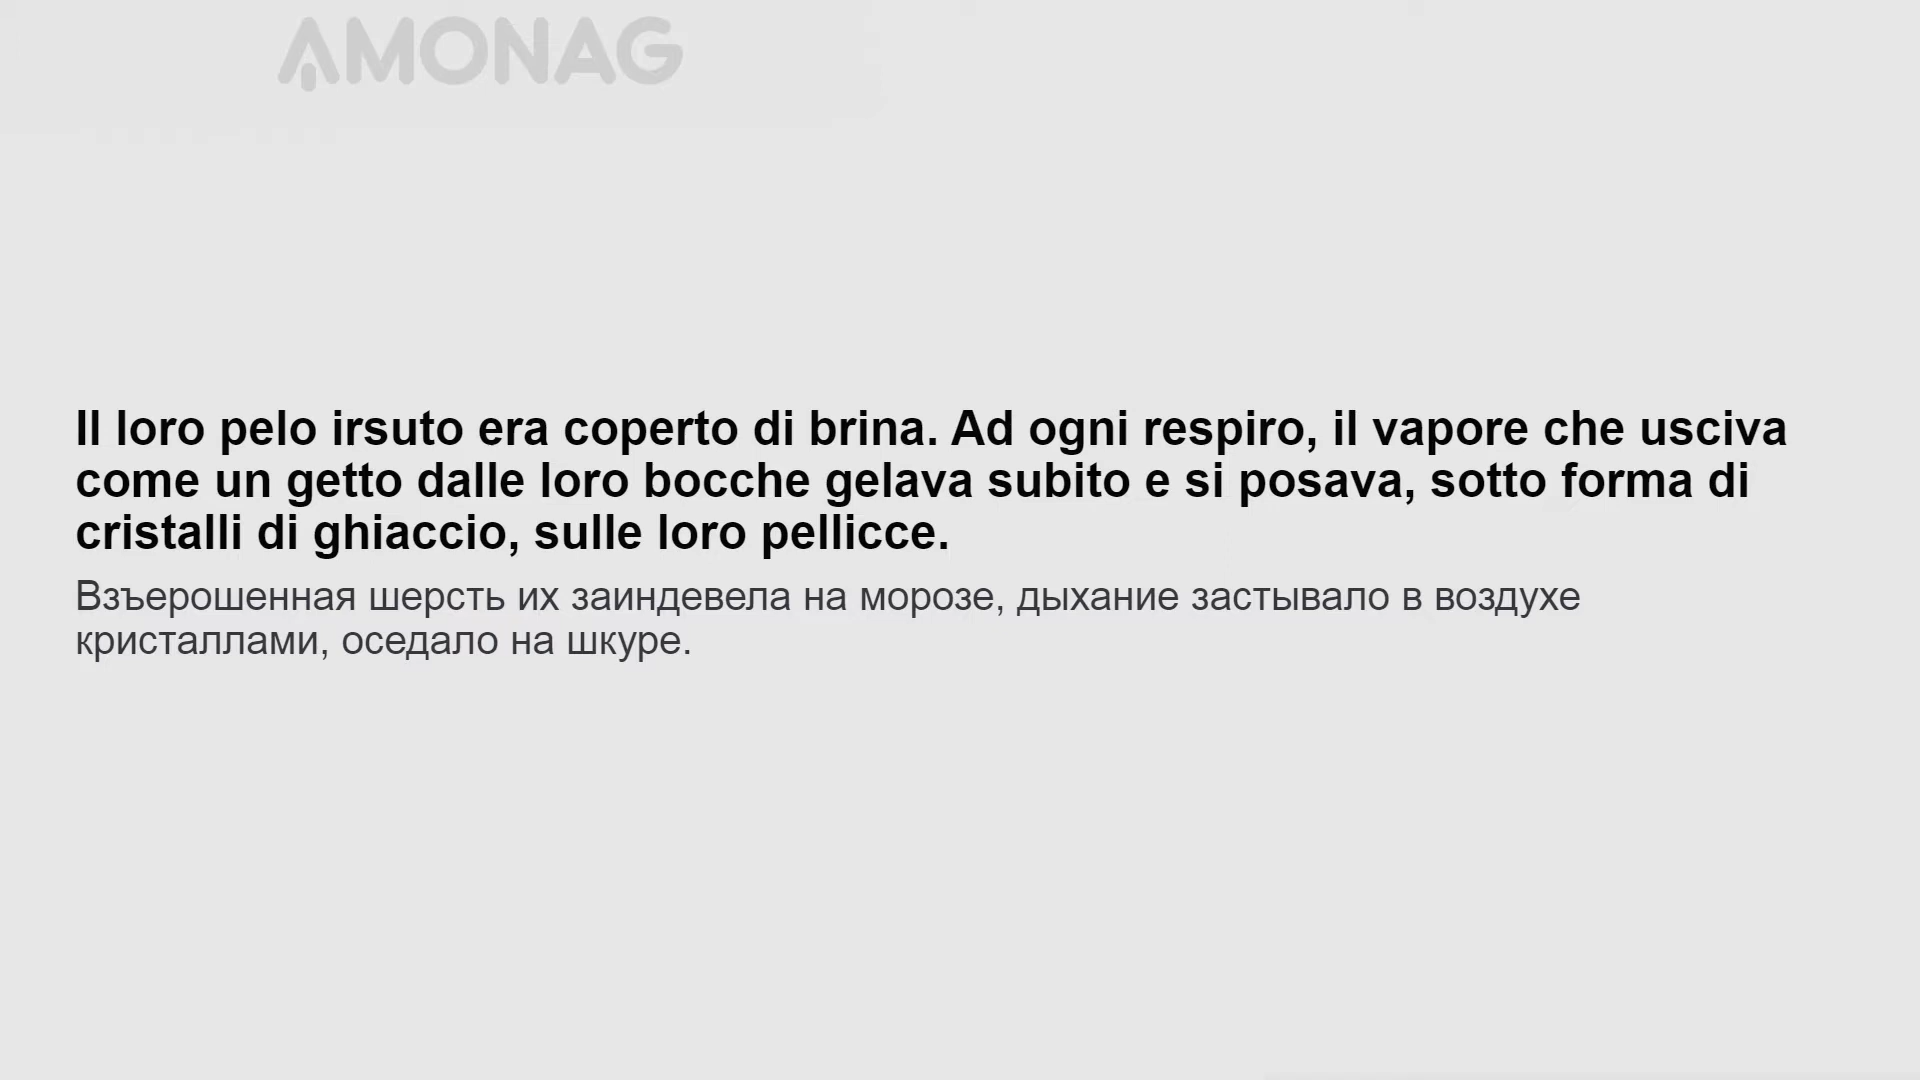 AMONAG
Il loro pelo irsuto era coperto di brina. Ad ogni respiro, il vapore che usciva
come un getto dalle loro bocche gelava subito e si posava, sotto forma di
cristalli di ghiaccio, sulle loro pellicce.
Взъерошенная шерсть их заиндевела на морозе, дыхание застывало в воздухе
кристаллами, оседало на шкуре.